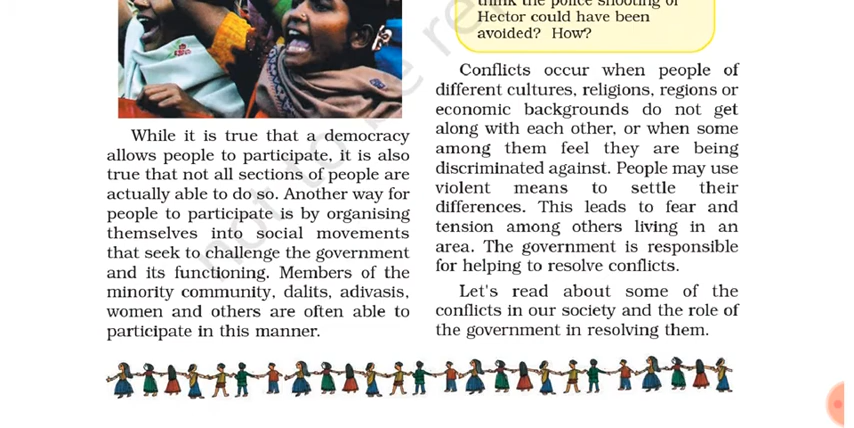 think the police shooting of
Hector could have been
avoided? How?
While it is true that a democracy
allows people to participate, it is also
true that not all sections of people are
actually able to do so. Another way for
people to participate is by organising
themselves into social movements
that seek to challenge the government
and its functioning. Members of the
minority community, dalits, adivasis,
women and others are often able to
participate in this manner.
Conflicts occur when people of
different cultures, religions, regions or
economic backgrounds do not get
along with each other, or when some
among them feel they are being
discriminated against. People may use
violent means to settle their
differences. This leads to fear and
tension among others living in an
area. The government is responsible
for helping to resolve conflicts.
Let's read about some of the
conflicts in our society and the role of
the government in resolving them.
not to be re